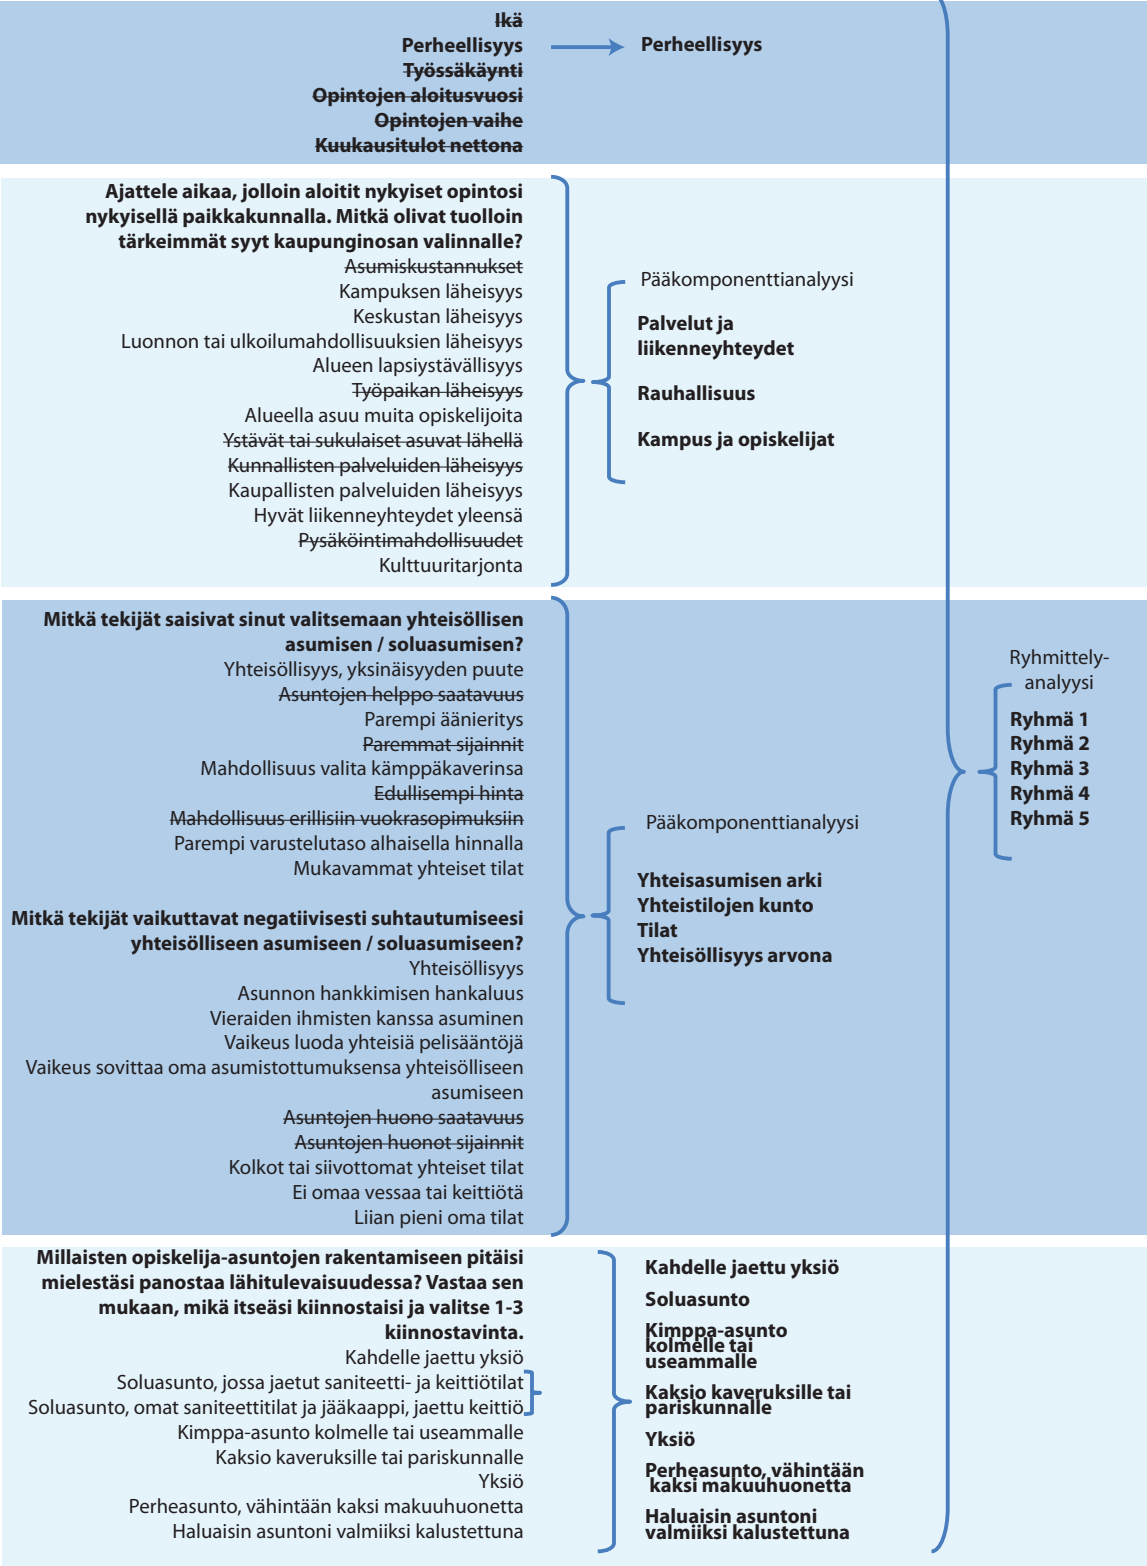 Ikä
Perheellisyys
Perheellisyys
Työssäkäynti
Opintojen aloitusvuosi
Opintojen vaihe
Kuukausitulot nettona
Ajattele aikaa, jolloin aloitit nykyiset opintosi
nykyisellä paikkakunnalla. Mitkä olivat tuolloin
tärkeimmät syyt kaupunginosan valinnalle?
Asumiskustannukset
Kampuksen läheisyys
Keskustan läheisyys
Luonnon tai ulkoilumahdollisuuksien läheisyys
Alueen lapsiystävällisyys
Työpaikan läheisyys
Alueella asuu muita opiskelijoita
Ystävät tai sukulaiset asuvat lähellä
Kunnallisten palveluiden läheisyys
Kaupallisten palveluiden läheisyys
Hyvät liikenneyhteydet yleensä
Pysäköintimahdollisuudet
Kulttuuritarjonta
Pääkomponenttianalyysi
Palvelut ja
liikenneyhteydet
Rauhallisuus
Kampus ja opiskelijat
Mitkä tekijät saisivat sinut valitsemaan yhteisöllisen
asumisen / soluasumisen?
Yhteisöllisyys, yksinäisyyden puute
Asuntojen helppo saatavuus
Parempi äänieritys
Paremmat sijainnit
Mahdollisuus valita kämppäkaverinsa
Edullisempi hinta
Mahdollisuus erillisiin vuokrasopimuksiin
Parempi varustelutaso alhaisella hinnalla
Mukavammat yhteiset tilat
Mitkä tekijät vaikuttavat negatiivisesti suhtautumiseesi
yhteisölliseen asumiseen / soluasumiseen?
Yhteisöllisyys
Asunnon hankkimisen hankaluus
Vieraiden ihmisten kanssa asuminen
Vaikeus luoda yhteisiä pelisääntöjä
Vaikeus sovittaa oma asumistottumuksensa yhteisölliseen
asumiseen
Asuntojen huono saatavuus
Asuntojen huonot sijainnit
Kolkot tai siivottomat yhteiset tilat
Ei omaa vessaa tai keittiötä
Liian pieni oma tilat
Pääkomponenttianalyysi
Yhteisasumisen arki
Yhteistilojen kunto
Tilat
Yhteisöllisyys arvona
Ryhmittely-
analyysi
Ryhmä 1
Ryhmä 2
Ryhmä 3
Ryhmä 4
Ryhmä 5
Millaisten opiskelija-asuntojen rakentamiseen pitäisi
mielestäsi panostaa lähitulevaisuudessa? Vastaa sen
mukaan, mikä itseäsi kiinnostaisi ja valitse 1-3
kiinnostavinta.
Kahdelle jaettu yksiö
Soluasunto, jossa jaetut saniteetti- ja keittiötilat
Soluasunto, omat saniteettitilat ja jääkaappi, jaettu keittiö
Kimppa-asunto kolmelle tai useammalle
Kaksio kaveruksille tai pariskunnalle
Yksiö
Perheasunto, vähintään kaksi makuuhuonetta
Haluaisin asuntoni valmiiksi kalustettuna
Kahdelle jaettu yksiö
Soluasunto
Kimppa-asunto
kolmelle tai
useammalle
Kaksio kaveruksille tai
pariskunnalle
Yksiö
Perheasunto, vähintään
kaksi makuuhuonetta
Haluaisin asuntoni
valmiiksi kalustettuna